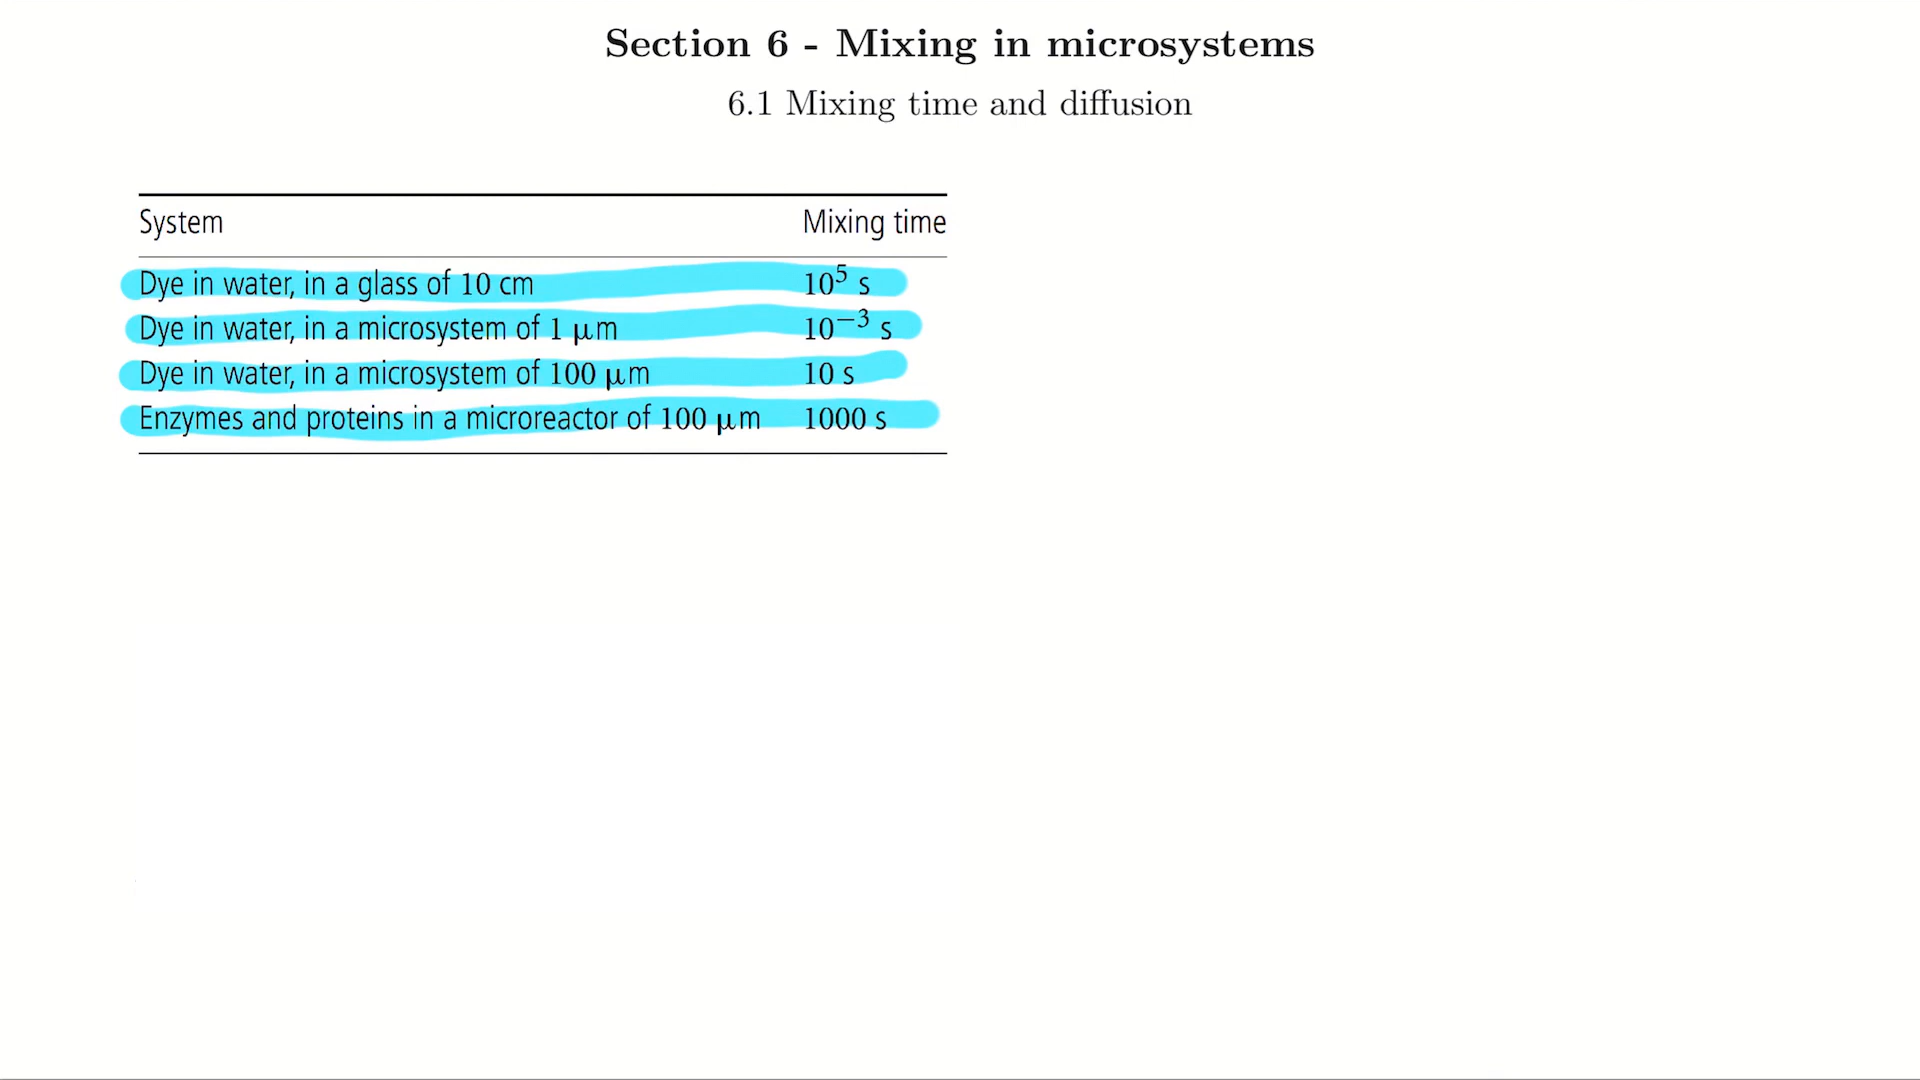 Section 6 - Mixing in microsystems
6.1 Mixing time and diffusion
System Mixing time
Dye in water, in a glass of 10 cm 10⁵ s
Dye in water, in a microsystem of 1 µm 10⁻³ s
Dye in water, in a microsystem of 100 µm 10 s
Enzymes and proteins in a microreactor of 100 µm 1000 s